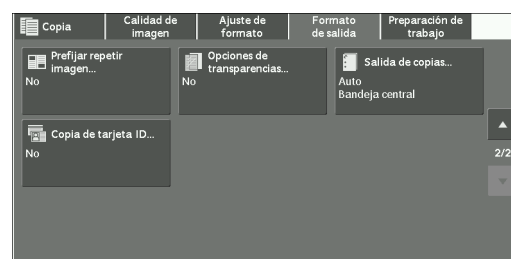 Copia
Calidad de
imagen
Ajuste de
formato
Formato
de salida
Preparación de
trabajo
Prefijar repetir
imagen...
No
Opciones de
transparencias...
No
Salida de copias...
Auto
Bandeja central
Copia de tarjeta ID...
No
2/2